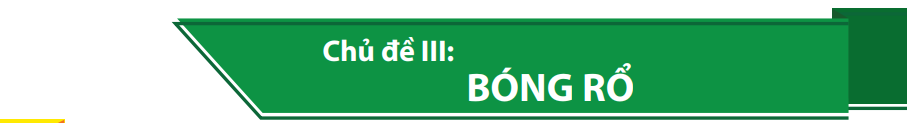 Chủ đề III:
BÓNG RỔ